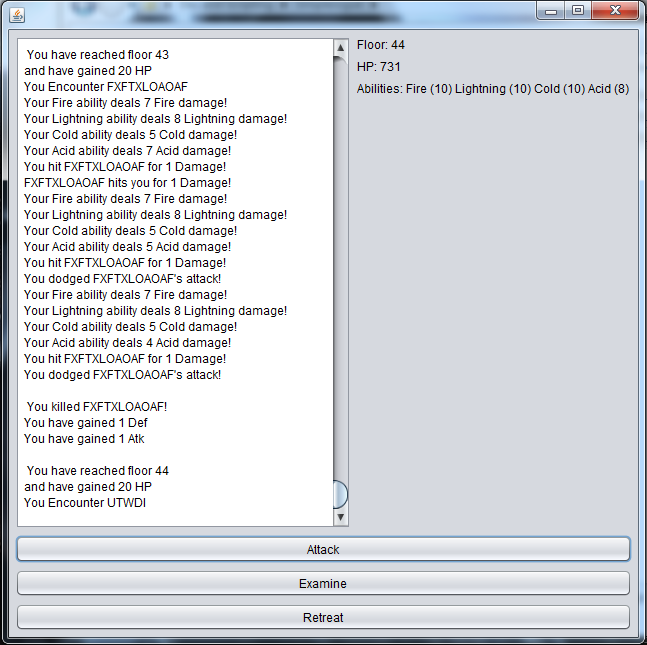 You have reached floor 43
and have gained 20 HP
You Encounter FXFTXLOAOAF
Your Fire ability deals 7 Fire damage!
Your Lightning ability deals 8 Lightning damage!
Your Cold ability deals 5 Cold damage!
Your Acid ability deals 7 Acid damage!
You hit FXFTXLOAOAF for 1 Damage!
FXFTXLOAOAF hits you for 1 Damage!
Your Fire ability deals 7 Fire damage!
Your Lightning ability deals 8 Lightning damage!
Your Cold ability deals 5 Cold damage!
Your Acid ability deals 5 Acid damage!
You hit FXFTXLOAOAF for 1 Damage!
You dodged FXFTXLOAOAF's attack!
Your Fire ability deals 7 Fire damage!
Your Lightning ability deals 8 Lightning damage!
Your Cold ability deals 5 Cold damage!
Your Acid ability deals 4 Acid damage!
You hit FXFTXLOAOAF for 1 Damage!
You dodged FXFTXLOAOAF's attack!
You killed FXFTXLOAOAF!
You have gained 1 Def
You have gained 1 Atk
You have reached floor 44
and have gained 20 HP
You Encounter UTWDI
Floor: 44
HP: 731
Abilities: Fire (10) Lightning (10) Cold (10) Acid (8)
Attack
Examine
Retreat